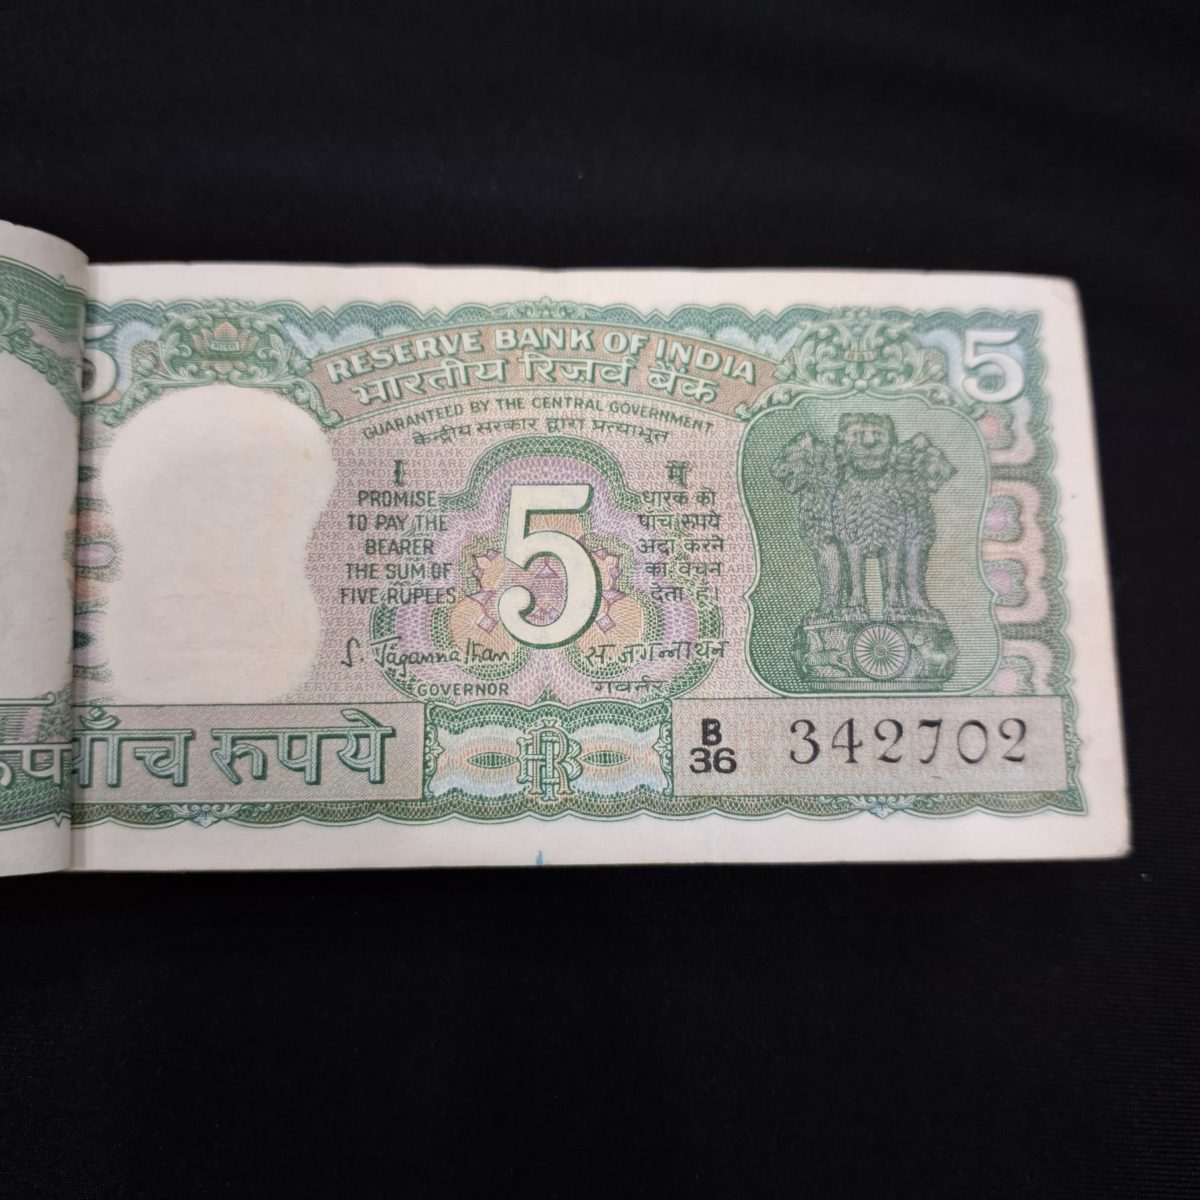 5
5
RESERVE BANK OF INDIA
भारतीय रिज़र्व बैंक
GUARANTEED BY THE CENTRAL GOVERNMENT
केन्द्रीय सरकार द्वारा प्रत्याभूत
I
PROMISE
TO PAY THE
BEARER
THE SUM OF
FIVE RUPEES
5
मैं
धारक को
पांच रुपये
अदा करने
का वचन
देता हूँ।
S. Jagannathan
GOVERNOR
स. जगन्नाथन
गवर्नर
पाँच रुपये
B
36
342702